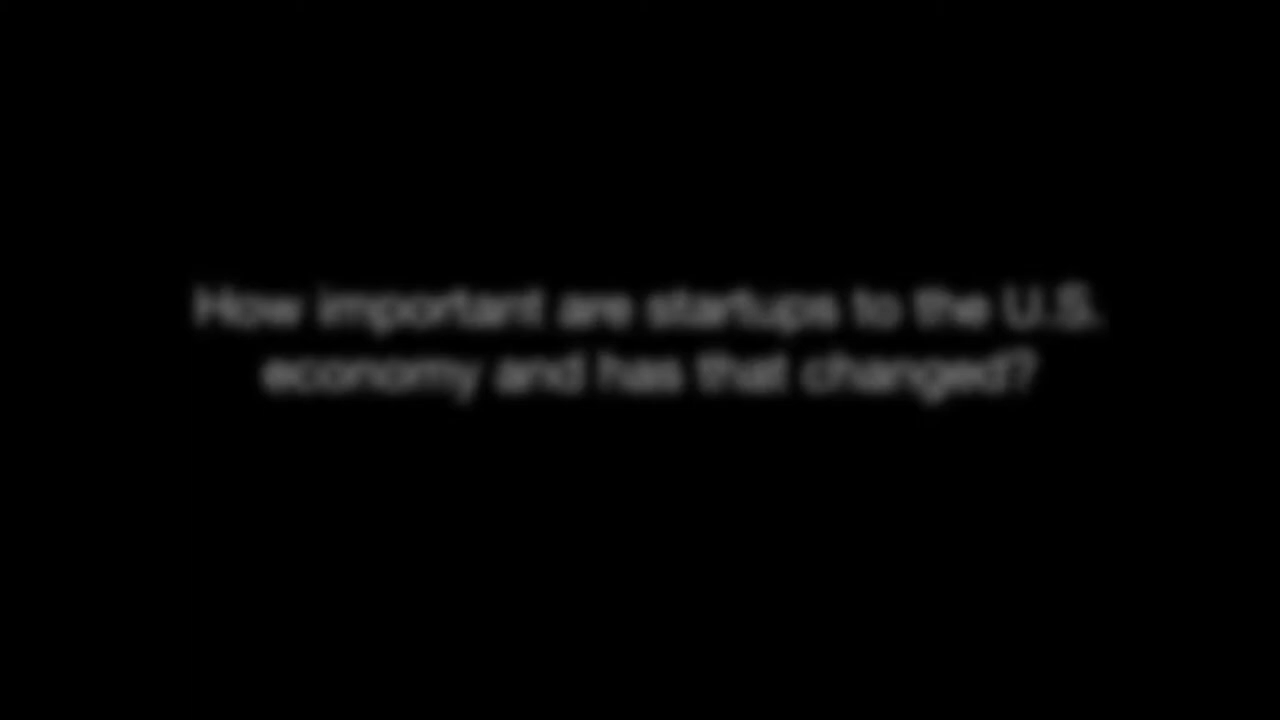 How important are startups to the U.S.
economy and has that changed?